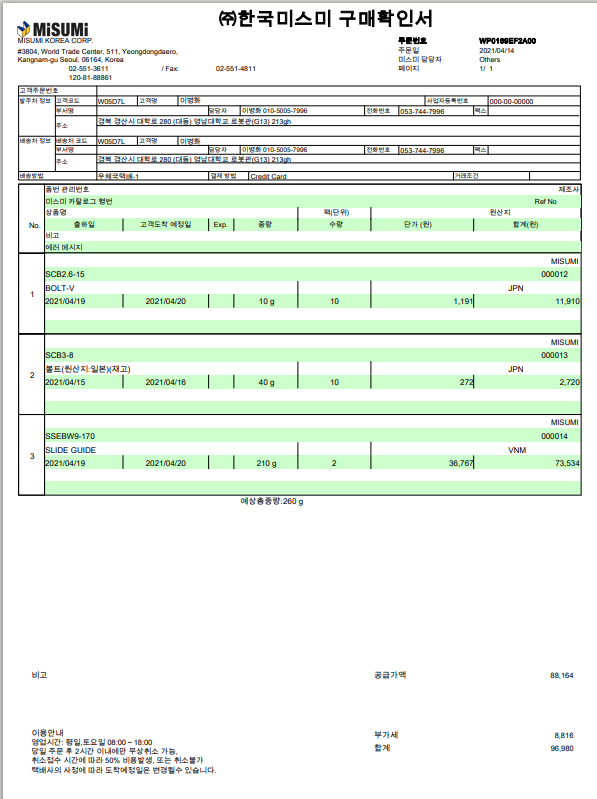 ㈜한국미스미 구매확인서
MiSUMi
MISUMI KOREA CORP.
#3804, World Trade Center, 511, Yeongdongdaero,
Kangnam-gu Seoul, 06164, Korea
02-551-3611 / Fax: 02-551-4811
120-81-88861
주문번호 WP0169EF2A00
주문일 2021/04/14
미스미 담당자 Others
페이지 1/ 1
고객주문번호
발주처 정보 고객코드 W05D7L 고객명 이병화 사업자등록번호 000-00-00000
부서명 담당자 이병화 010-5005-7996 전화번호 053-744-7996 팩스
주소 경북 경산시 대학로 280 (대동) 영남대학교 로봇관(G13) 213gh
배송처 정보 배송처 코드 W05D7L 고객명 이병화
부서명 담당자 이병화 010-5005-7996 전화번호 053-744-7996 팩스
주소 경북 경산시 대학로 280 (대동) 영남대학교 로봇관(G13) 213gh
배송방법 우체국택배-1 결제 방법 Credit Card 거래조건
No. 품번 관리번호 제조사
미스미 카탈로그 형번 Ref No
상품명 팩(단위) 원산지
출하일 고객도착 예정일 Exp. 중량 수량 단가 (원) 합계(원)
비고
에러 메시지
1 MISUMI
SCB2.6-15 000012
BOLT-V JPN
2021/04/19 2021/04/20 10 g 10 1,191 11,910
2 MISUMI
SCB3-8 000013
볼트(원산지:일본)(재고) JPN
2021/04/15 2021/04/16 40 g 10 272 2,720
3 MISUMI
SSEBW9-170 000014
SLIDE GUIDE VNM
2021/04/19 2021/04/20 210 g 2 36,767 73,534
예상총중량:260 g
비고 공급가액 88,164
이용안내
영업시간: 평일,토요일 08:00 ~ 18:00
당일 주문 후 2시간 이내에만 무상취소 가능,
취소접수 시간에 따라 50% 비용발생, 또는 취소불가
택배사의 사정에 따라 도착예정일은 변경될수 있습니다.
부가세 8,816
합계 96,980